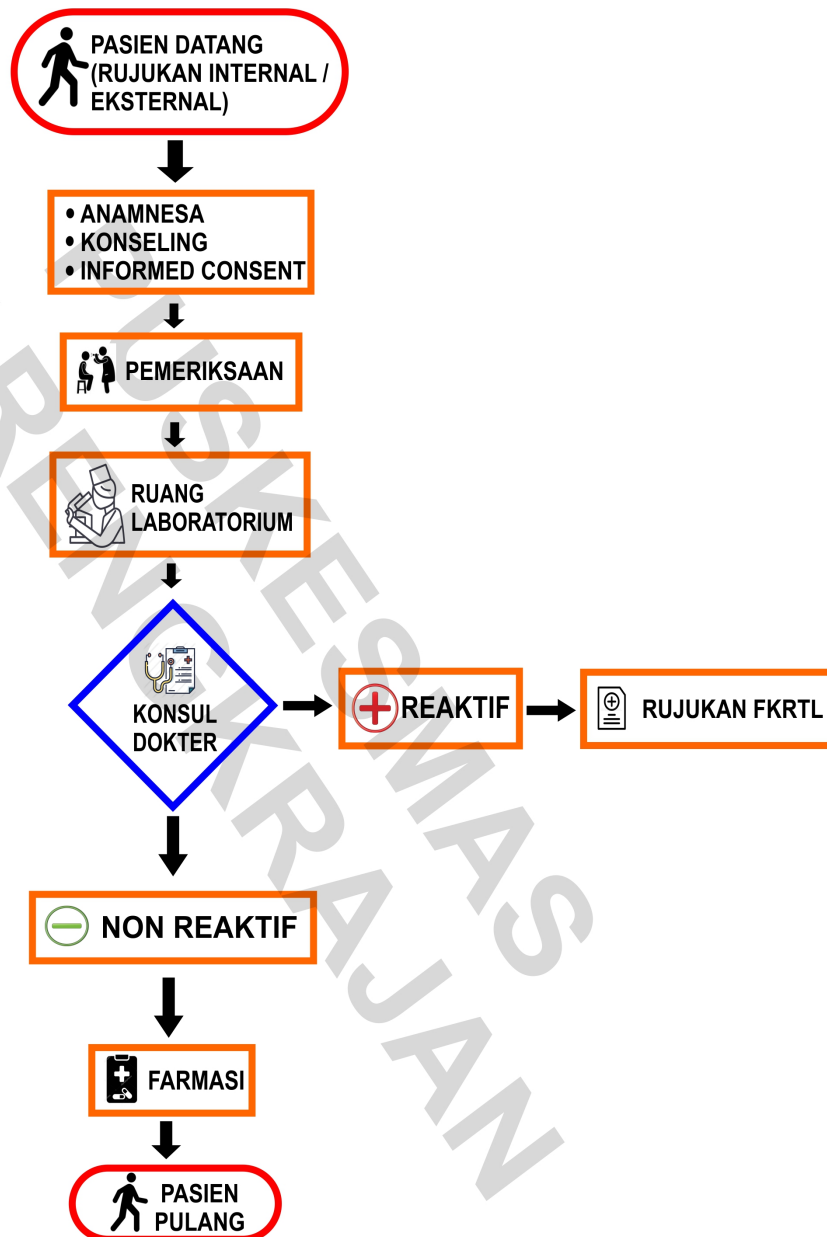 PASIEN DATANG
(RUJUKAN INTERNAL /
EKSTERNAL)
• ANAMNESA
• KONSELING
• INFORMED CONSENT
PEMERIKSAAN
RUANG
LABORATORIUM
KONSUL
DOKTER
REAKTIF
RUJUKAN FKRTL
NON REAKTIF
FARMASI
PASIEN
PULANG
PUSKESMAS
RENGKRAJAN